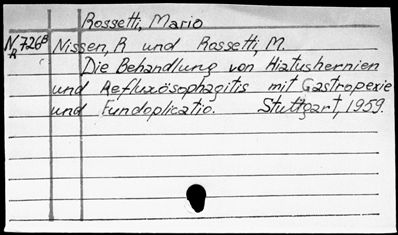 Rossetti, Mario
N 726B Nissen, R und Rossetti, M.
R
Die Behandlung von Hiatushernien
und Refluxösophagitis mit Gastropexie
und Fundoplicatio. Stuttgart, 1959.